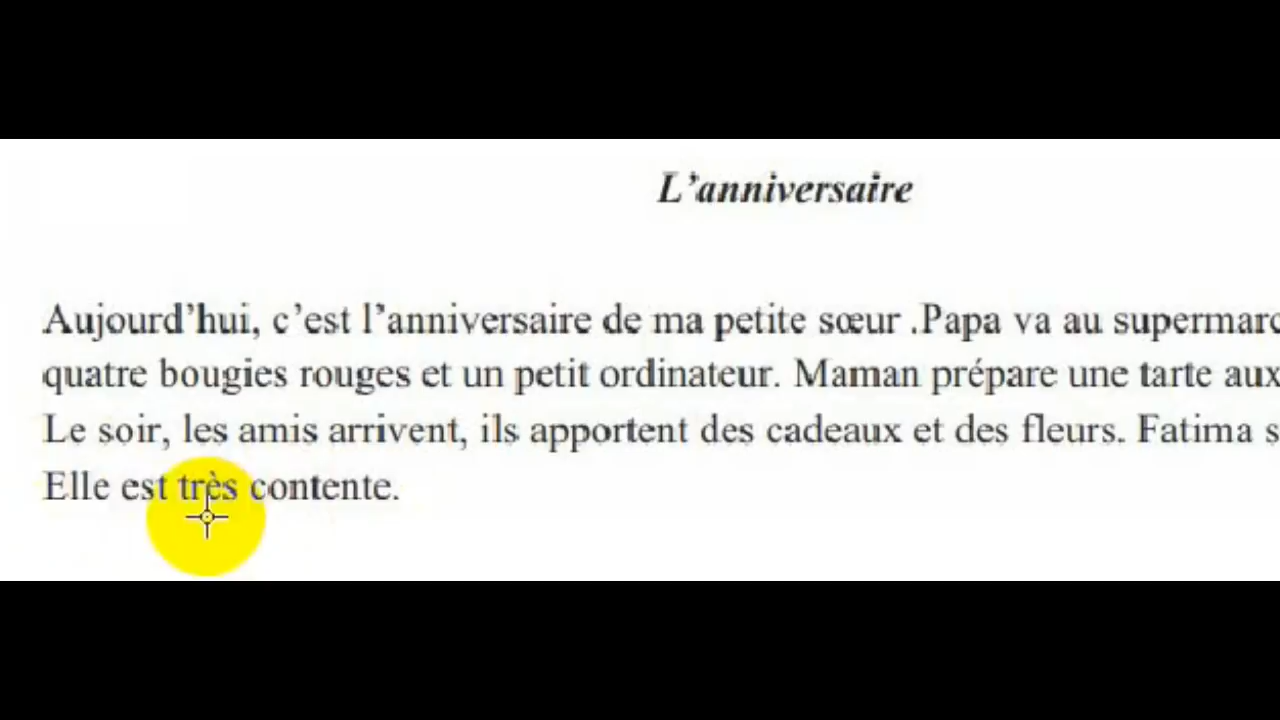 L'anniversaire
Aujourd'hui, c'est l'anniversaire de ma petite sœur .Papa va au
quatre bougies rouges et un petit ordinateur. Maman prépare une tarte aux
Le soir, les amis arrivent, ils apportent des cadeaux et des fleurs. Fatima
Elle est très contente.